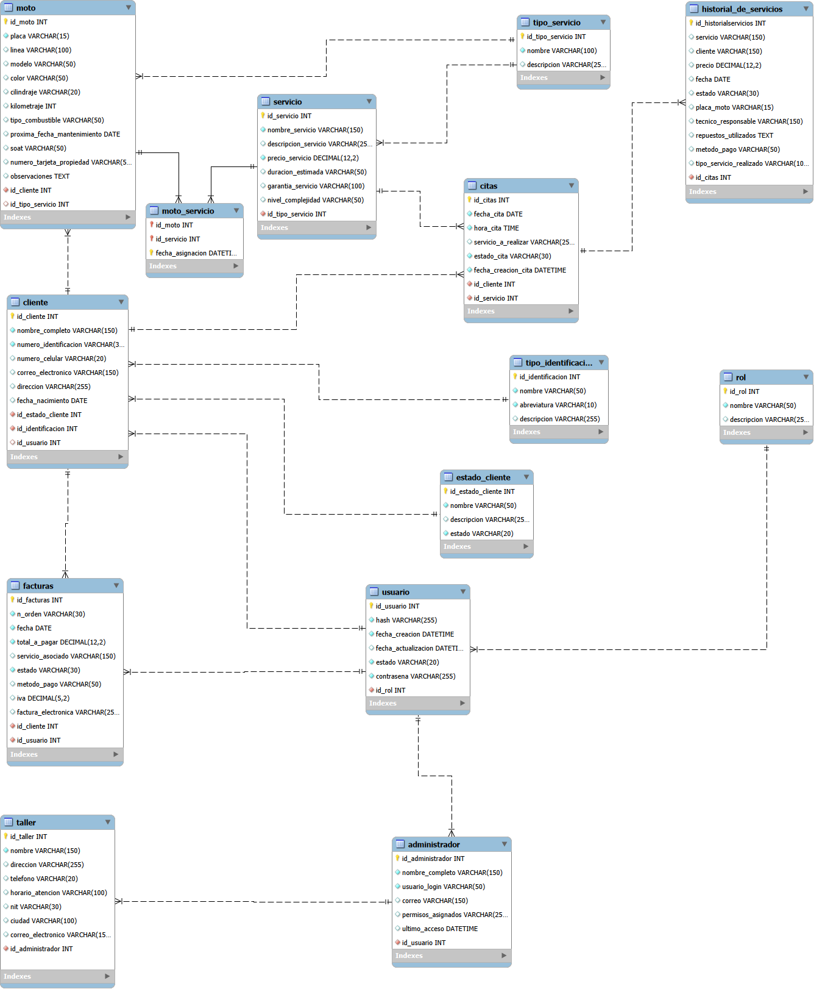 moto
id_moto INT
placa VARCHAR(15)
linea VARCHAR(100)
modelo VARCHAR(50)
color VARCHAR(50)
cilindraje VARCHAR(20)
kilometraje INT
tipo_combustible VARCHAR(50)
proxima_fecha_mantenimiento DATE
soat VARCHAR(50)
numero_tarjeta_propiedad VARCHAR(5...
observaciones TEXT
id_cliente INT
id_tipo_servicio INT
Indexes
tipo_servicio
id_tipo_servicio INT
nombre VARCHAR(100)
descripcion VARCHAR(25...
Indexes
historial_de_servicios
id_historialservicios INT
servicio VARCHAR(150)
cliente VARCHAR(150)
precio DECIMAL(12,2)
fecha DATE
estado VARCHAR(30)
placa_moto VARCHAR(15)
tecnico_responsable VARCHAR(150)
repuestos_utilizados TEXT
metodo_pago VARCHAR(50)
tipo_servicio_realizado VARCHAR(10...
id_citas INT
Indexes
servicio
id_servicio INT
nombre_servicio VARCHAR(150)
descripcion_servicio VARCHAR(25...
precio_servicio DECIMAL(12,2)
duracion_estimada VARCHAR(50)
garantia_servicio VARCHAR(100)
nivel_complejidad VARCHAR(50)
id_tipo_servicio INT
Indexes
moto_servicio
id_moto INT
id_servicio INT
fecha_asignacion DATETI...
Indexes
citas
id_citas INT
fecha_cita DATE
hora_cita TIME
servicio_a_realizar VARCHAR(25...
estado_cita VARCHAR(30)
fecha_creacion_cita DATETIME
id_cliente INT
id_servicio INT
Indexes
cliente
id_cliente INT
nombre_completo VARCHAR(150)
numero_identificacion VARCHAR(3...
numero_celular VARCHAR(20)
correo_electronico VARCHAR(150)
direccion VARCHAR(255)
fecha_nacimiento DATE
id_estado_cliente INT
id_identificacion INT
id_usuario INT
Indexes
tipo_identificaci...
id_identificacion INT
nombre VARCHAR(50)
abreviatura VARCHAR(10)
descripcion VARCHAR(255)
Indexes
rol
id_rol INT
nombre VARCHAR(50)
descripcion VARCHAR(25...
Indexes
estado_cliente
id_estado_cliente INT
nombre VARCHAR(50)
descripcion VARCHAR(25...
estado VARCHAR(20)
Indexes
facturas
id_facturas INT
n_orden VARCHAR(30)
fecha DATE
total_a_pagar DECIMAL(12,2)
servicio_asociado VARCHAR(150)
estado VARCHAR(30)
metodo_pago VARCHAR(50)
iva DECIMAL(5,2)
factura_electronica VARCHAR(25...
id_cliente INT
id_usuario INT
Indexes
usuario
id_usuario INT
hash VARCHAR(255)
fecha_creacion DATETIME
fecha_actualizacion DATETI...
estado VARCHAR(20)
contrasena VARCHAR(255)
id_rol INT
Indexes
taller
id_taller INT
nombre VARCHAR(150)
direccion VARCHAR(255)
telefono VARCHAR(20)
horario_atencion VARCHAR(100)
nit VARCHAR(30)
ciudad VARCHAR(100)
correo_electronico VARCHAR(15...
id_administrador INT
Indexes
administrador
id_administrador INT
nombre_completo VARCHAR(150)
usuario_login VARCHAR(50)
correo VARCHAR(150)
permisos_asignados VARCHAR(25...
ultimo_acceso DATETIME
id_usuario INT
Indexes